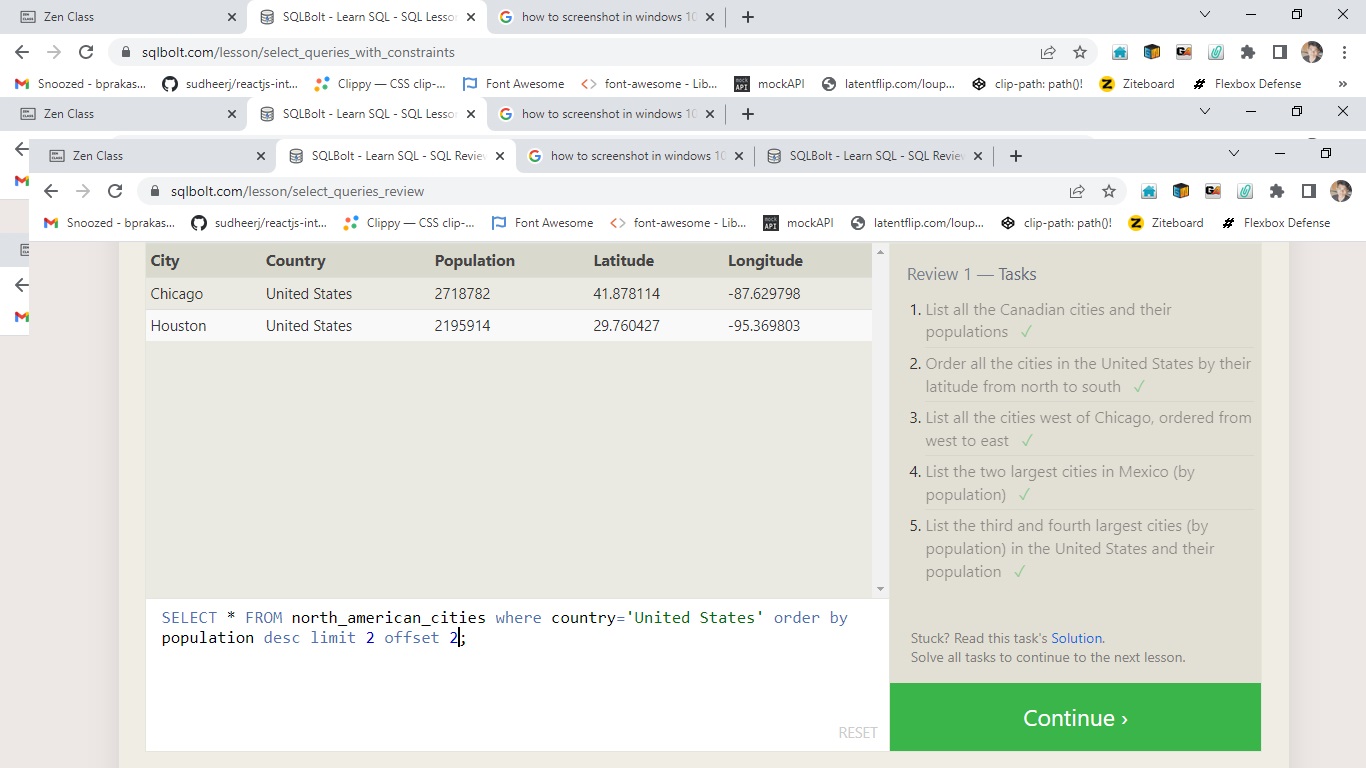 Zen Class
SQLBolt - Learn SQL - SQL Lesson
how to screenshot in windows 10
sqlbolt.com/lesson/select_queries_with_constraints
Snoozed - bprakas...
sudheerj/reactjs-int...
Clippy — CSS clip-...
Font Awesome
font-awesome - Lib...
mockAPI
latentflip.com/loup...
clip-path: path()!
Ziteboard
Flexbox Defense
»
Zen Class
SQLBolt - Learn SQL - SQL Lesson
how to screenshot in windows 10
Zen Class
SQLBolt - Learn SQL - SQL Review
how to screenshot in windows 10
SQLBolt - Learn SQL - SQL Review
sqlbolt.com/lesson/select_queries_review
Snoozed - bprakas...
sudheerj/reactjs-int...
Clippy — CSS clip-...
Font Awesome
font-awesome - Lib...
mockAPI
latentflip.com/loup...
clip-path: path()!
Ziteboard
Flexbox Defense
City Country Population Latitude Longitude
Chicago United States 2718782 41.878114 -87.629798
Houston United States 2195914 29.760427 -95.369803
SELECT * FROM north_american_cities where country='United States' order by
population desc limit 2 offset 2;
RESET
Review 1 — Tasks
1. List all the Canadian cities and their
populations ✓
2. Order all the cities in the United States by their
latitude from north to south ✓
3. List all the cities west of Chicago, ordered from
west to east ✓
4. List the two largest cities in Mexico (by
population) ✓
5. List the third and fourth largest cities (by
population) in the United States and their
population ✓
Stuck? Read this task's Solution.
Solve all tasks to continue to the next lesson.
Continue ›